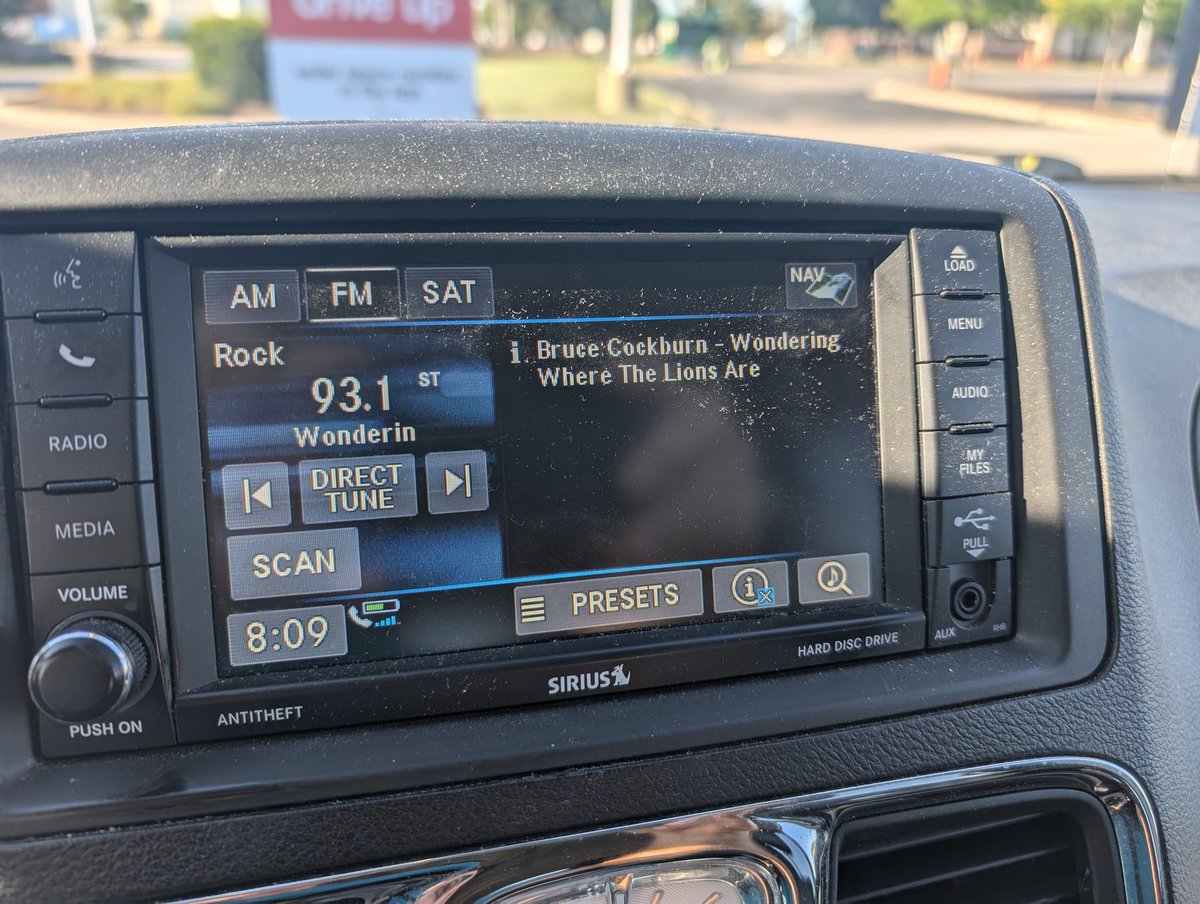 drive up
AM
FM
SAT
NAV
Rock
93.1
ST
Wonderin
i Bruce Cockburn - Wondering
Where The Lions Are
DIRECT
TUNE
SCAN
8:09
PRESETS
RADIO
MEDIA
VOLUME
PUSH ON
LOAD
MENU
AUDIO
MY
FILES
PULL
AUX
RHB
ANTITHEFT
SIRIUS
HARD DISC DRIVE